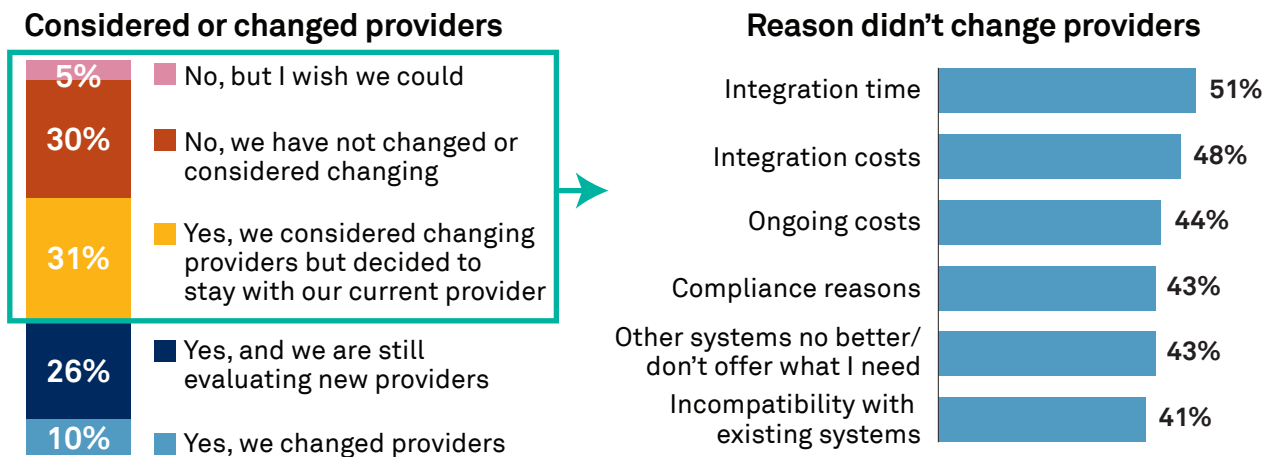 Considered or changed providers
5%
No, but I wish we could
30%
No, we have not changed or
considered changing
31%
Yes, we considered changing
providers but decided to
stay with our current provider
26%
Yes, and we are still
evaluating new providers
10%
Yes, we changed providers
Reason didn’t change providers
Integration time
51%
Integration costs
48%
Ongoing costs
44%
Compliance reasons
43%
Other systems no better/
don’t offer what I need
43%
Incompatibility with
existing systems
41%